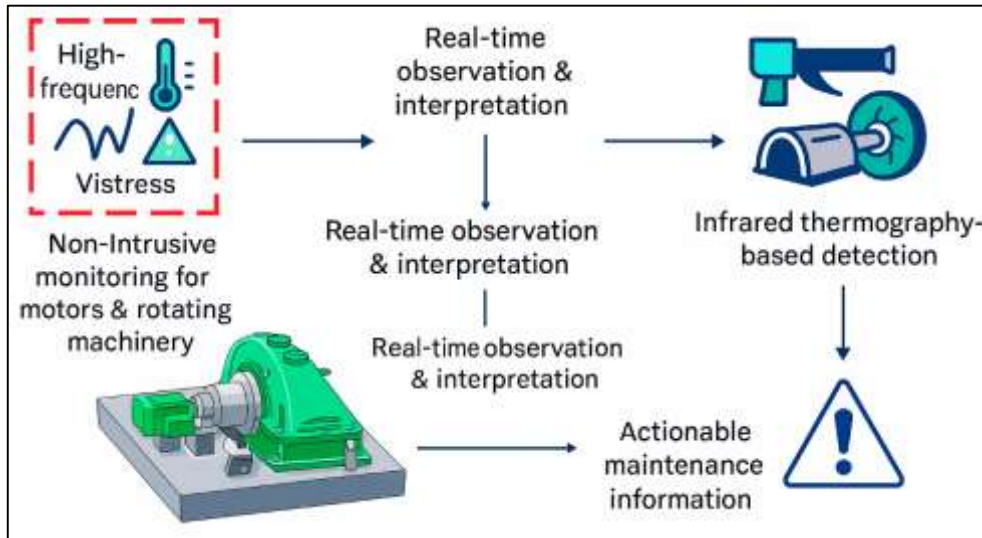 High-
frequenc
Vistress
Non-Intrusive
monitoring for
motors & rotating
machinery
Real-time
observation &
interpretation
Real-time observation
& interpretation
Real-time observation
& interpretation
Infrared thermography-
based detection
Actionable
maintenance
information